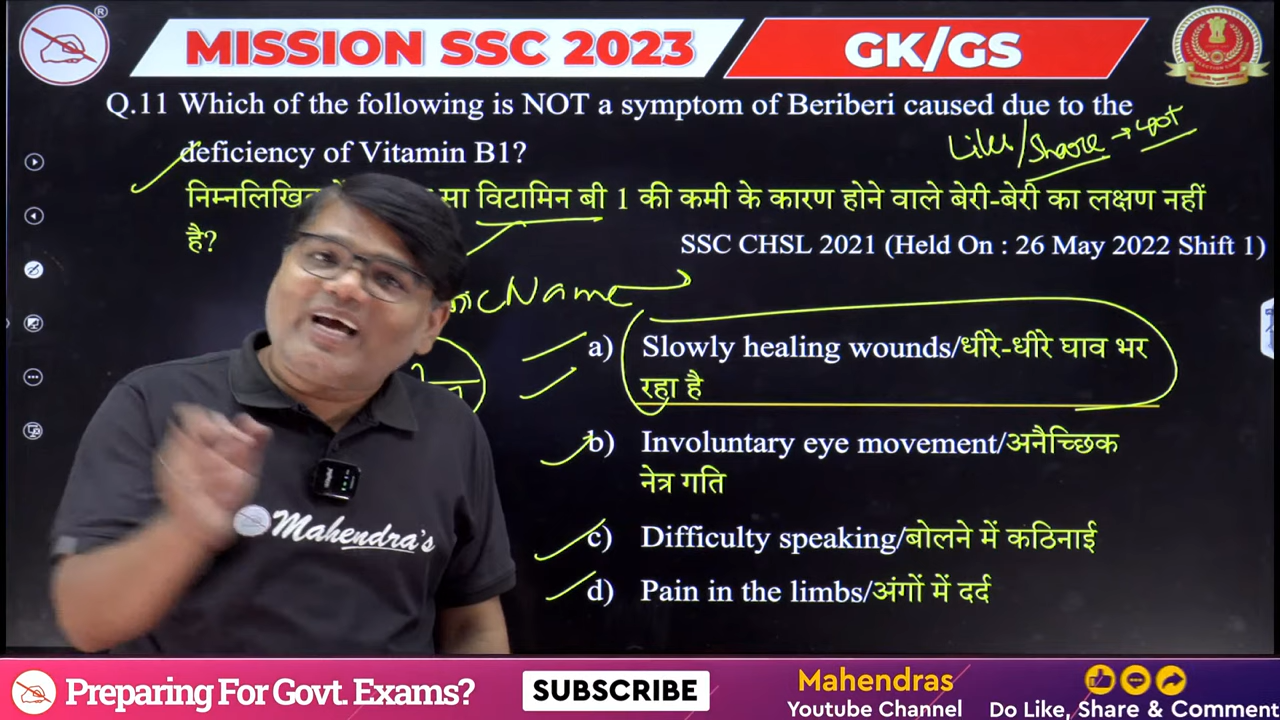 MISSION SSC 2023
GK/GS
Q.11 Which of the following is NOT a symptom of Beriberi caused due to the
deficiency of Vitamin B1?
Like/Share →
निम्नलिखि सा विटामिन बी 1 की कमी के कारण होने वाले बेरी-बेरी का लक्षण नहीं
है?
SSC CHSL 2021 (Held On : 26 May 2022 Shift 1)
Name
a) Slowly healing wounds/धीरे-धीरे घाव भर
रहा है
b) Involuntary eye movement/अनैच्छिक
नेत्र गति
c) Difficulty speaking/बोलने में कठिनाई
d) Pain in the limbs/अंगों में दर्द
Mahendra's
Preparing For Govt. Exams?
SUBSCRIBE
Mahendras
Youtube Channel
Do Like, Share & Comment